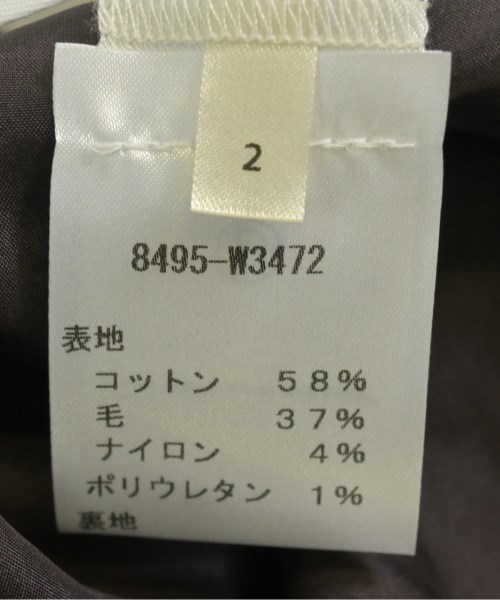 2
8495-W3472
表地
コットン 58%
毛 37%
ナイロン 4%
ポリウレタン 1%
裏地